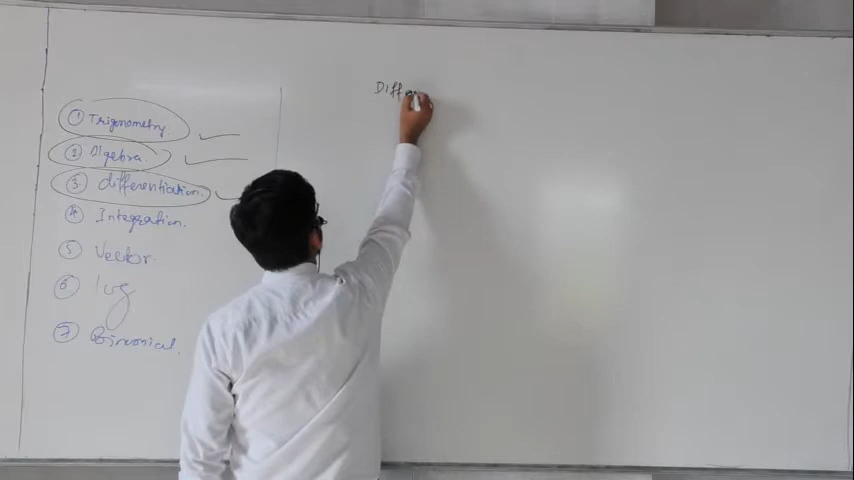 ① Trigonometry.
② Algebra.
③ differentiation.
④ Integration.
⑤ Vector.
⑥ log
⑦ Binomial.
Diff